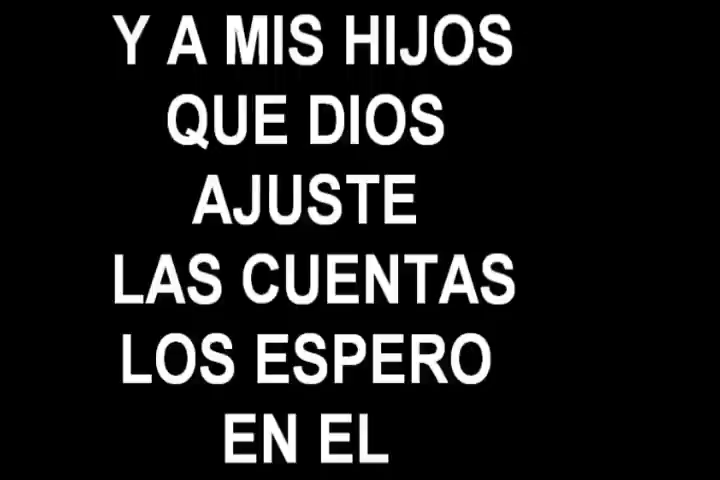 Y A MIS HIJOS
QUE DIOS
AJUSTE
LAS CUENTAS
LOS ESPERO
EN EL